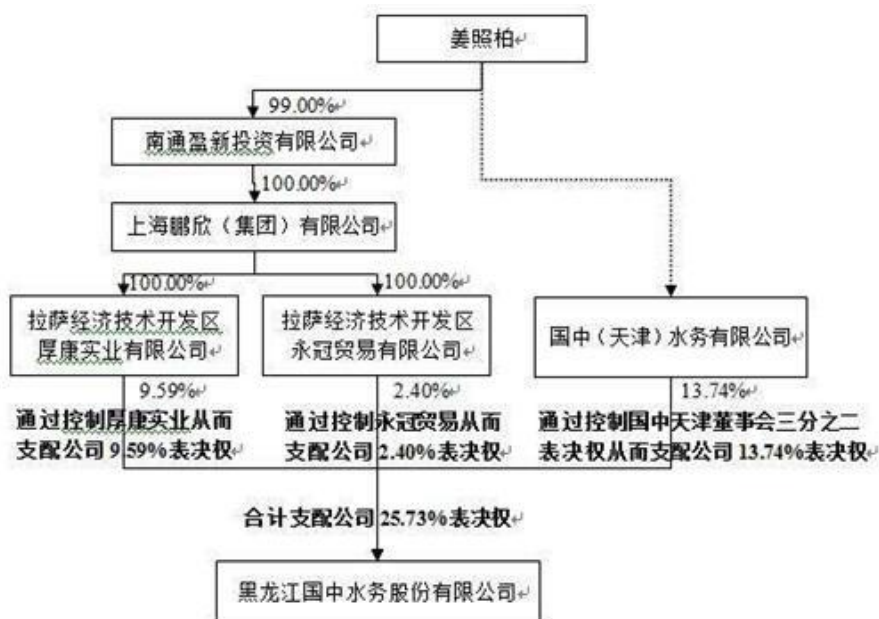 姜照柏
99.00%
南通盈新投资有限公司
100.00%
上海鹏欣（集团）有限公司
100.00%
100.00%
拉萨经济技术开发区
厚康实业有限公司
拉萨经济技术开发区
永冠贸易有限公司
国中（天津）水务有限公司
9.59%
2.40%
13.74%
通过控制厚康实业从而
支配公司 9.59%表决权
通过控制永冠贸易从而
支配公司 2.40%表决权
通过控制国中天津董事会三分之二
表决权从而支配公司 13.74%表决权
合计支配公司 25.73%表决权
黑龙江国中水务股份有限公司